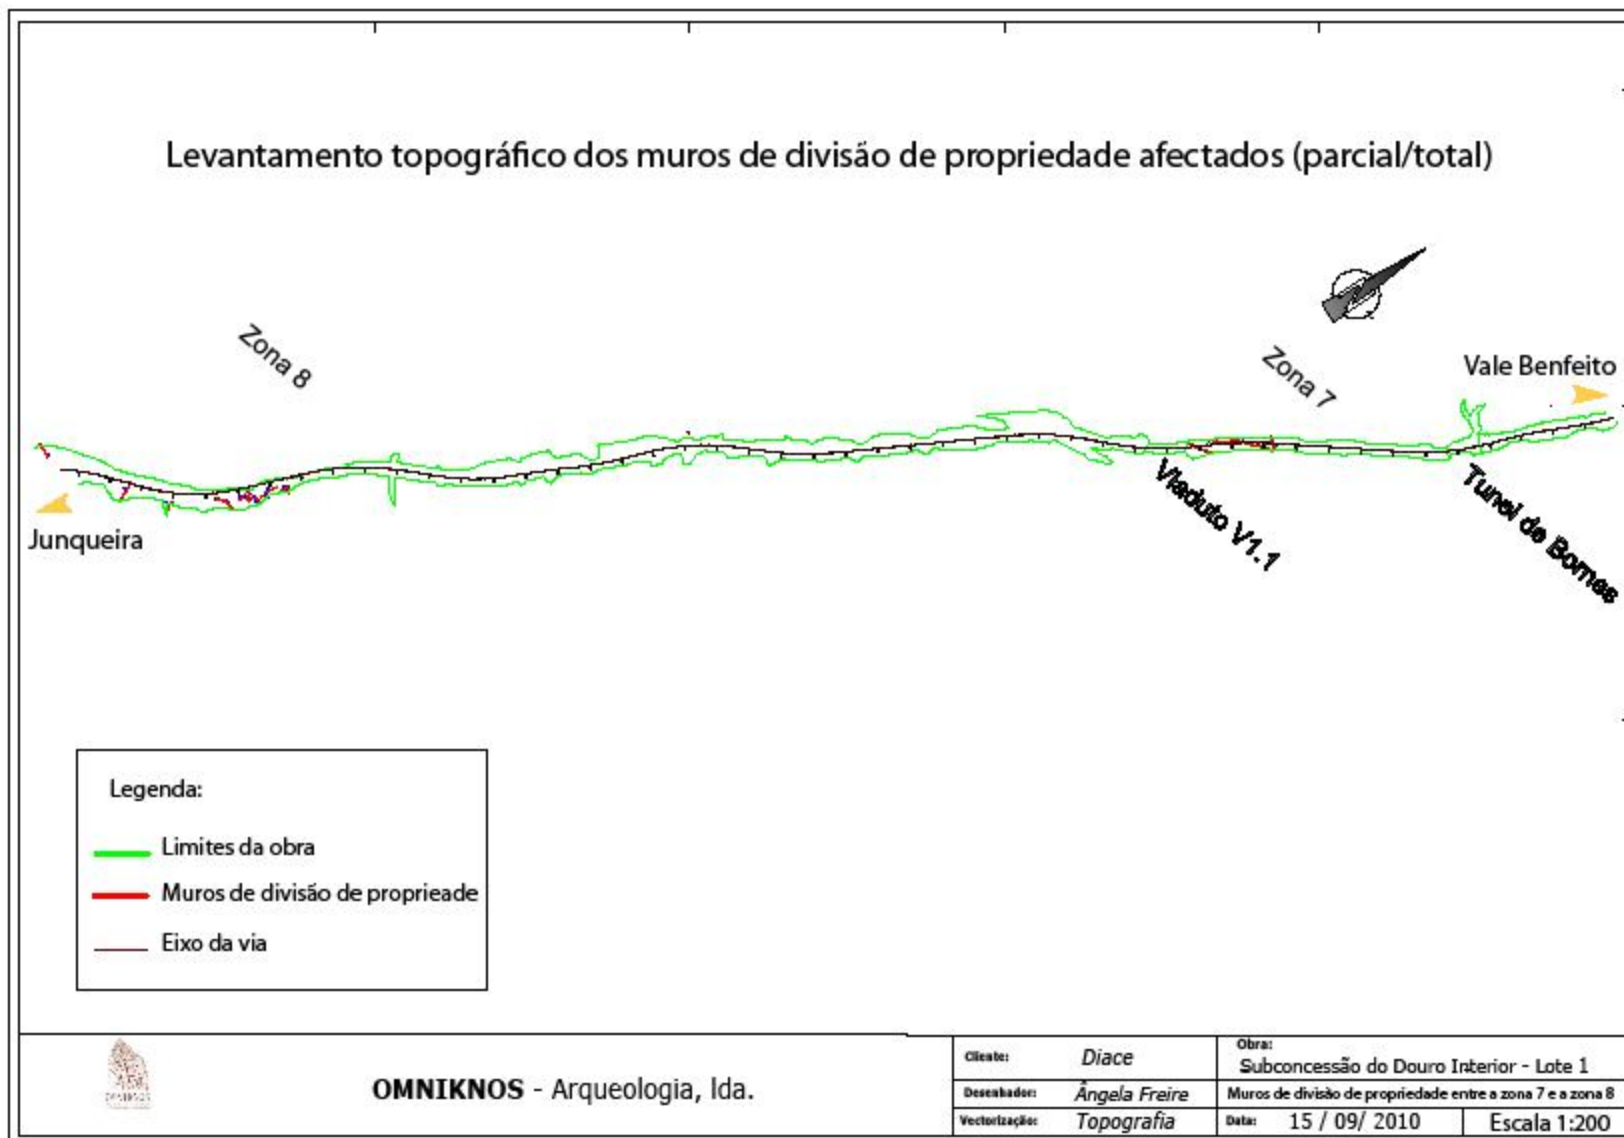 Levantamento topográfico dos muros de divisão de propriedade afectados (parcial/total)
Zona 8
Zona 7
Vale Benfeito
Junqueira
Viaduto V1.1
Tunel de Bornes
Legenda:
Limites da obra
Muros de divisão de proprieade
Eixo da via
OMNIKNOS
OMNIKNOS - Arqueologia, lda.
Cliente: Diace
Desenhador: Ângela Freire
Vectorização: Topografia
Obra:
Subconcessão do Douro Interior - Lote 1
Muros de divisão de propriedade entre a zona 7 e a zona 8
Data: 15 / 09/ 2010 Escala 1:200